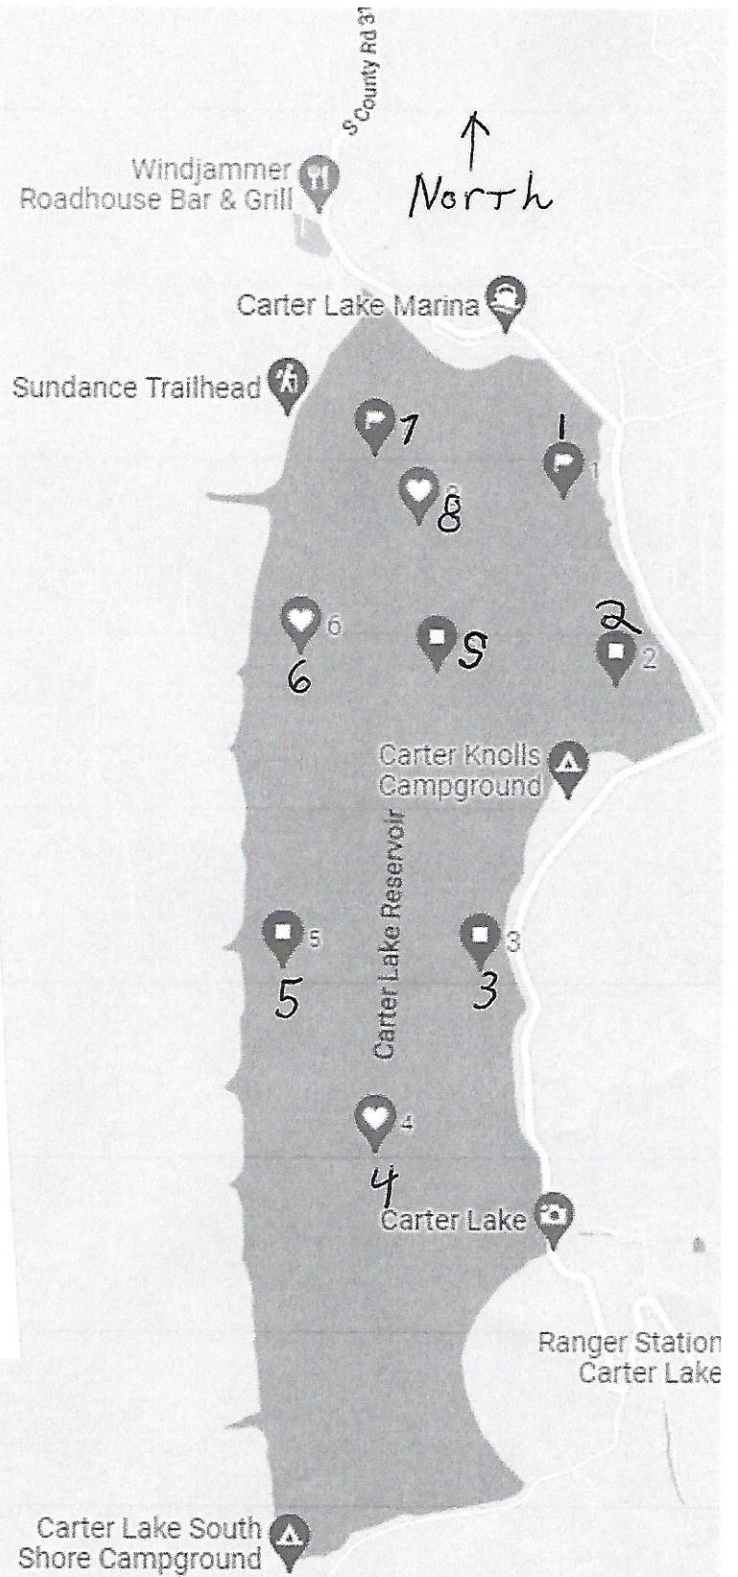 S County Rd 31
North
Windjammer
Roadhouse Bar & Grill
Carter Lake Marina
Sundance Trailhead
7
1
1
8
6
6
S
2
2
Carter Knolls
Campground
Carter Lake Reservoir
5
5
3
3
4
4
Carter Lake
Ranger Station
Carter Lake
Carter Lake South
Shore Campground